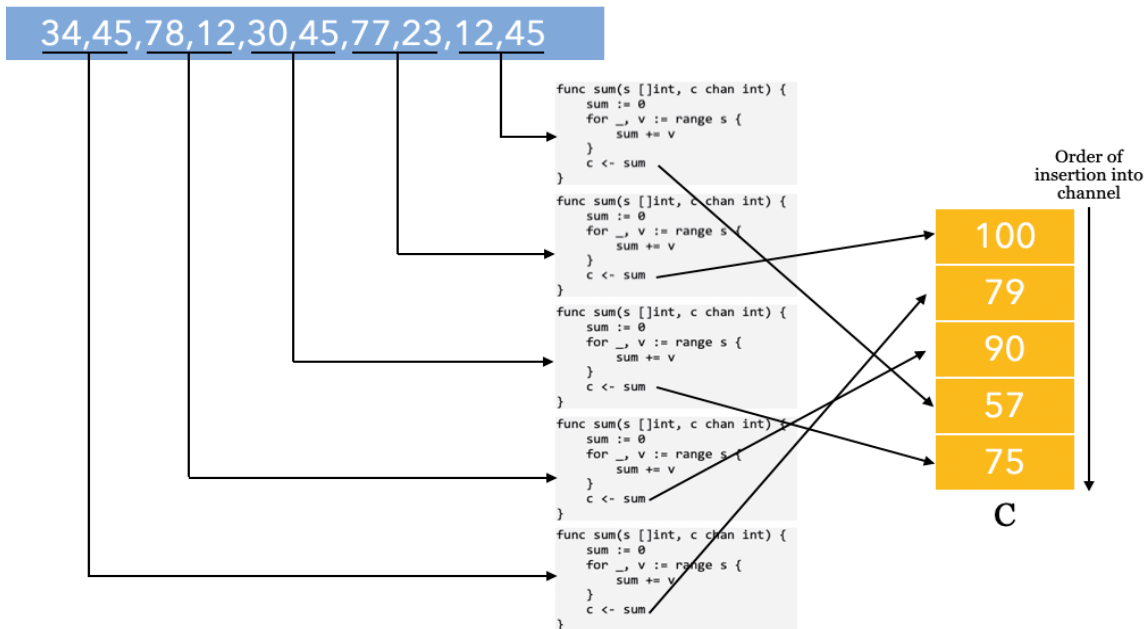 34,45,78,12,30,45,77,23,12,45
func sum(s []int, c chan int) {
    sum := 0
    for _, v := range s {
        sum += v
    }
    c <- sum
}
func sum(s []int, c chan int) {
    sum := 0
    for _, v := range s {
        sum += v
    }
    c <- sum
}
func sum(s []int, c chan int) {
    sum := 0
    for _, v := range s {
        sum += v
    }
    c <- sum
}
func sum(s []int, c chan int) {
    sum := 0
    for _, v := range s {
        sum += v
    }
    c <- sum
}
func sum(s []int, c chan int) {
    sum := 0
    for _, v := range s {
        sum += v
    }
    c <- sum
}
Order of
insertion into
channel
100
79
90
57
75
C